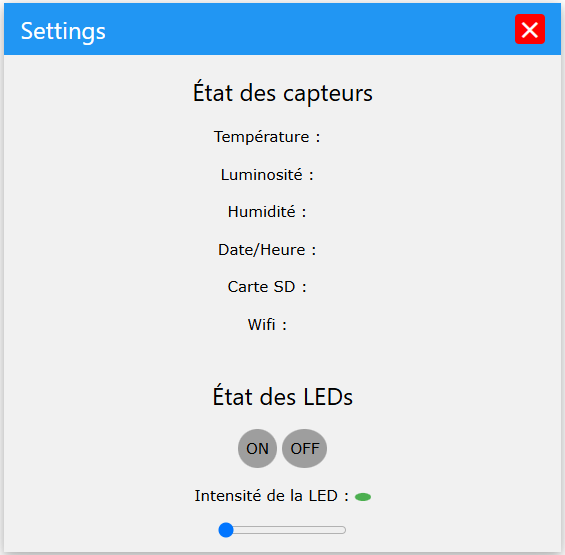 Settings
État des capteurs
Température :
Luminosité :
Humidité :
Date/Heure :
Carte SD :
Wifi :
État des LEDs
ON OFF
Intensité de la LED :